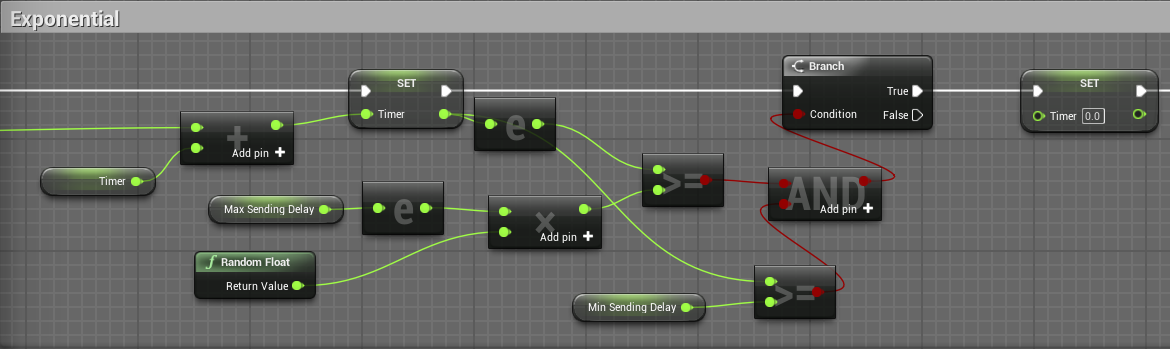 Exponential
SET
Timer
Branch
True
Condition
False
SET
Timer 0.0
e
+
Add pin +
Timer
>=
AND
Add pin +
Max Sending Delay
e
×
Add pin +
f Random Float
Return Value
>=
Min Sending Delay